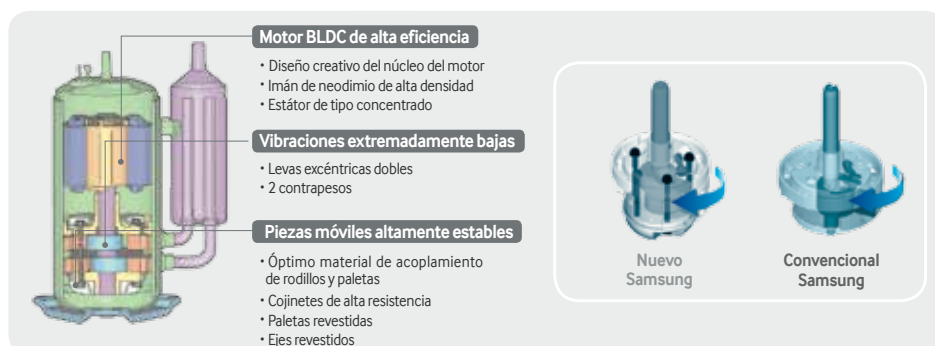 Motor BLDC de alta eficiencia
• Diseño creativo del núcleo del motor
• Imán de neodimio de alta densidad
• Estátor de tipo concentrado
Vibraciones extremadamente bajas
• Levas excéntricas dobles
• 2 contrapesos
Piezas móviles altamente estables
• Óptimo material de acoplamiento
de rodillos y paletas
• Cojinetes de alta resistencia
• Paletas revestidas
• Ejes revestidos
Nuevo
Samsung
Convencional
Samsung